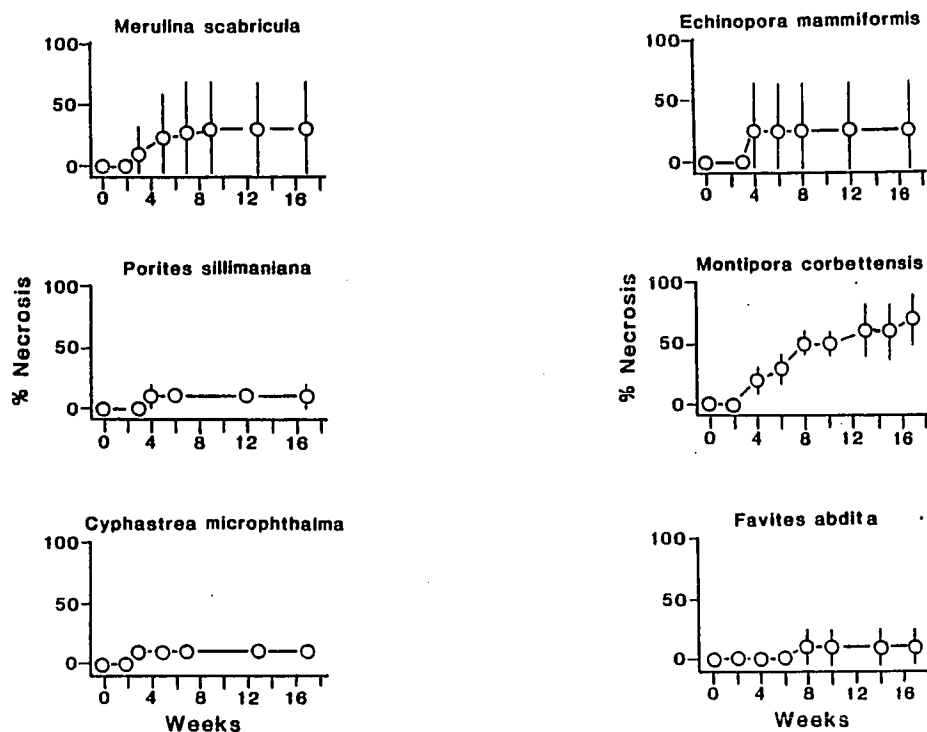 Merulina scabricula
100
50
0
0 4 8 12 16
Echinopora mammiformis
100
50
0
0 4 8 12 16
Porites sillimaniana
100
50
0
0 4 8 12 16
% Necrosis
Montipora corbettensis
100
50
0
0 4 8 12 16
% Necrosis
Cyphastrea microphthalma
100
50
0
0 4 8 12 16
Weeks
Favites abdita
100
50
0
0 4 8 12 16
Weeks